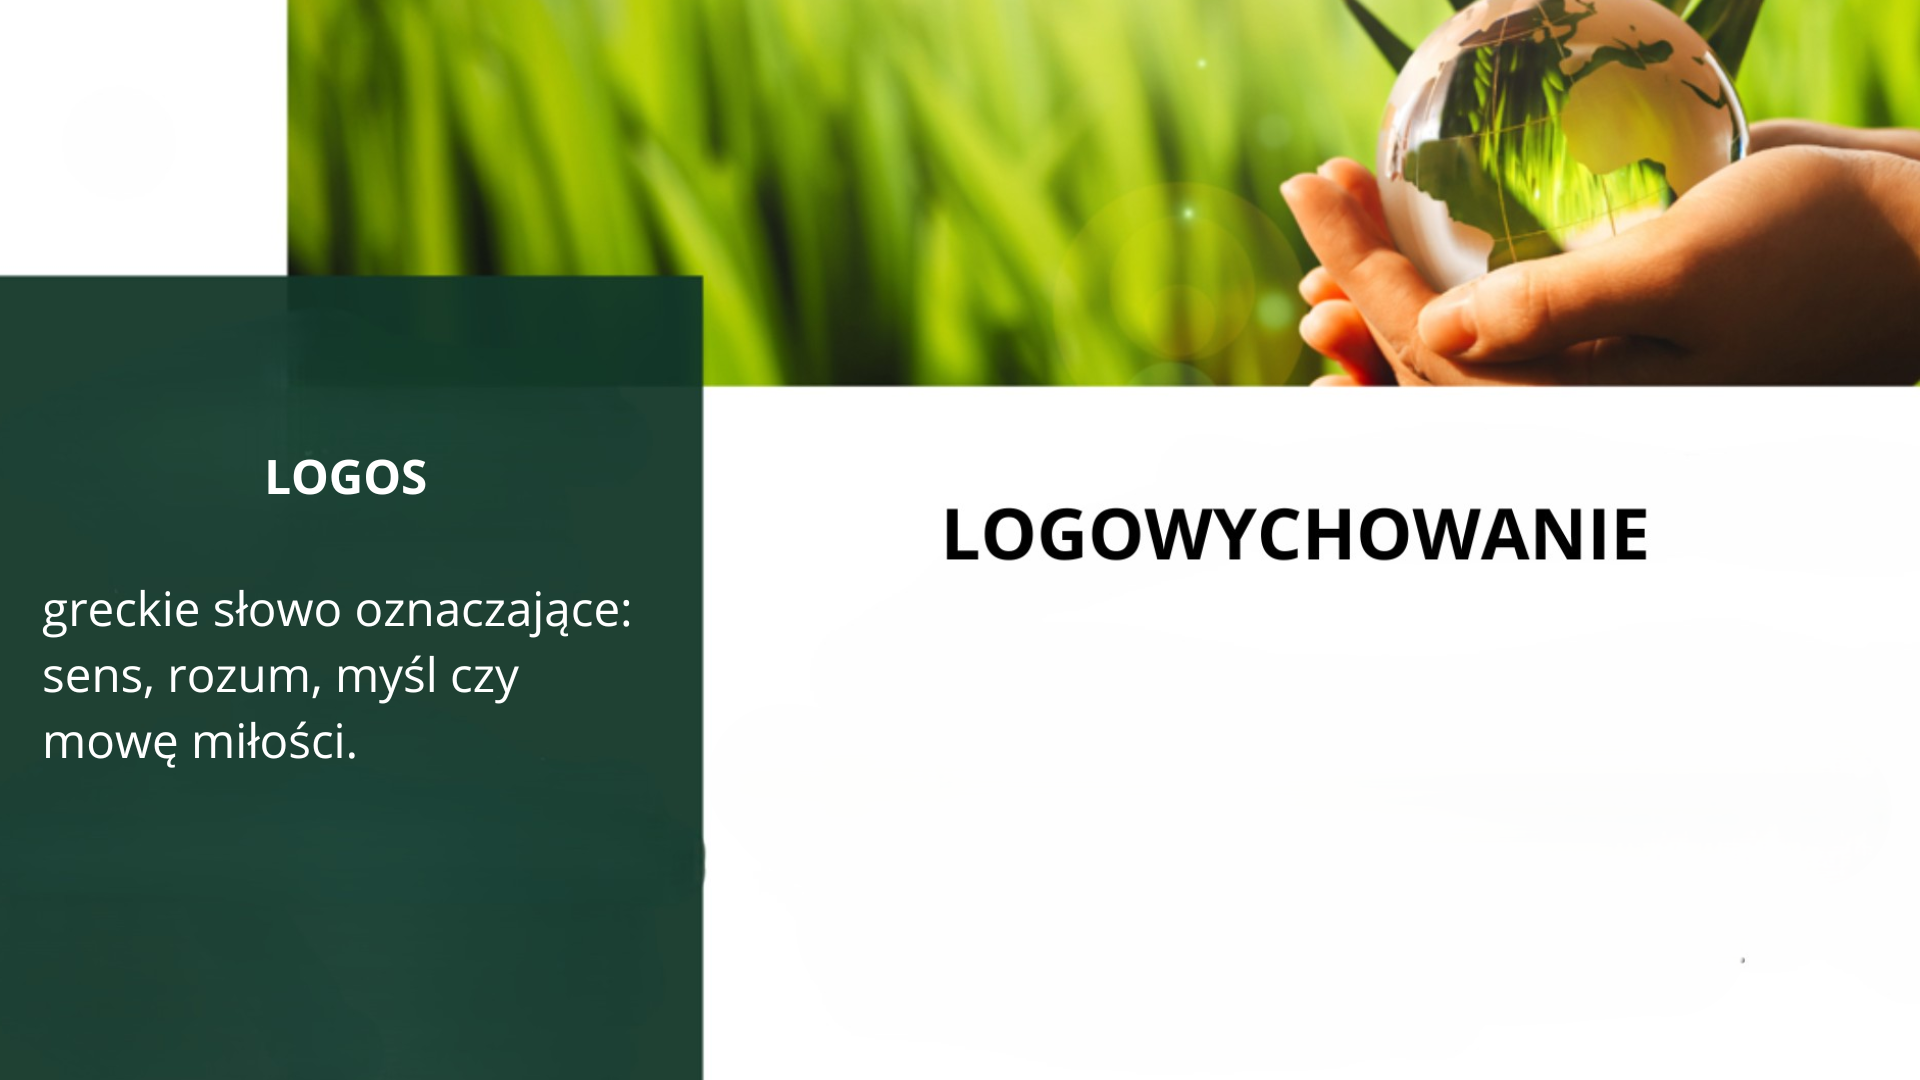 LOGOS
greckie słowo oznaczające:
sens, rozum, myśl czy
mowę miłości.
LOGOWYCHOWANIE